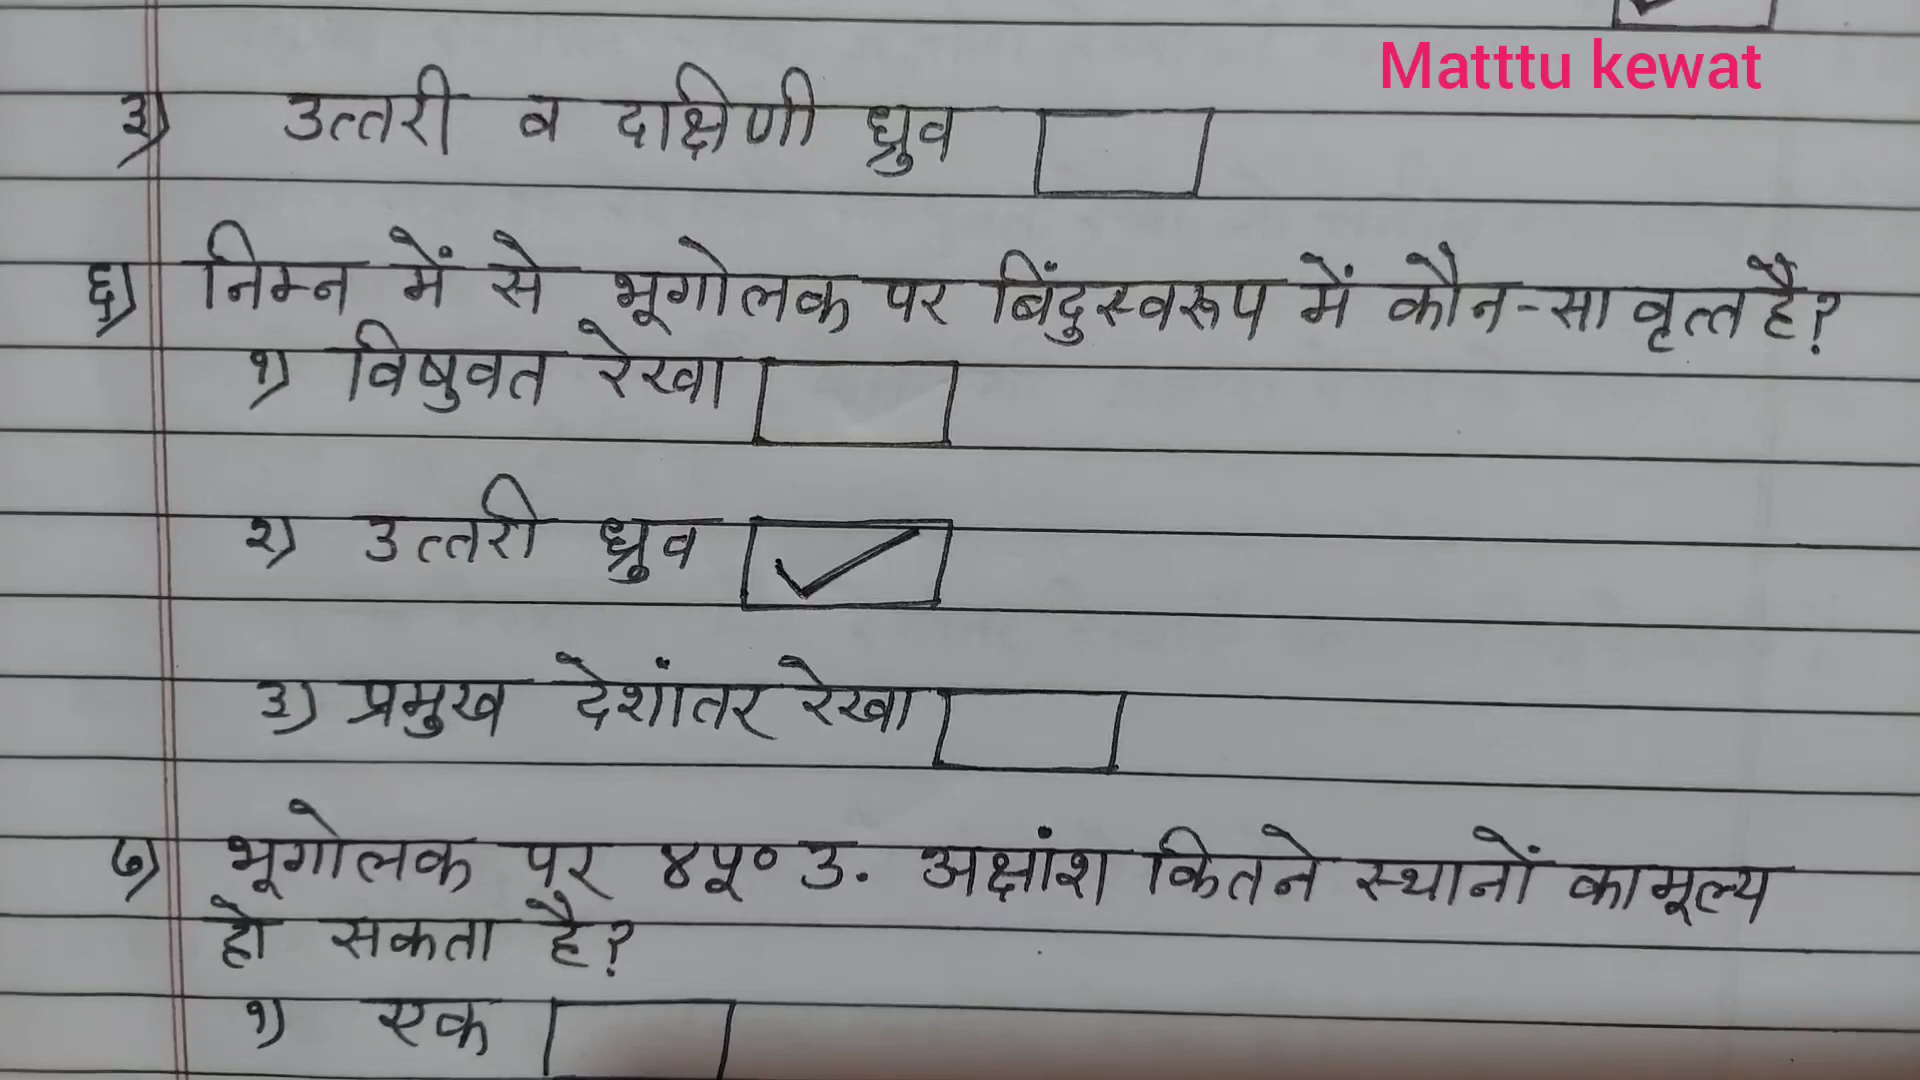 Matttu kewat
३) उत्तरी व दाक्षिणी ध्रुव
६) निम्न में से भूगोलक पर बिंदुस्वरूप में कौन-सा वृत्त है?
१) विषुवत रेखा
२) उत्तरी ध्रुव
३) प्रमुख देशांतर रेखा
७) भूगोलक पर ४५° उ. अक्षांश कितने स्थानों का मूल्य
हो सकता है?
१) एक